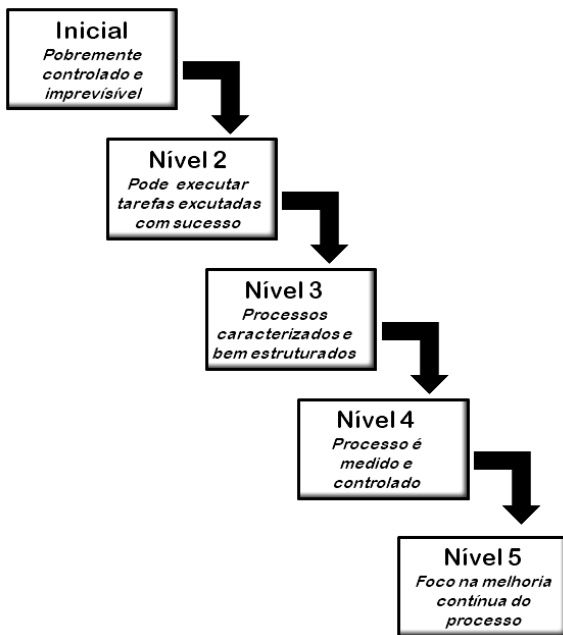 Inicial
Pobremente
controlado e
imprevísível
Nível 2
Pode executar
tarefas excutadas
com sucesso
Nível 3
Processos
caracterizados e
bem estruturados
Nível 4
Processo é
medido e
controlado
Nível 5
Foco na melhoria
contínua do
processo